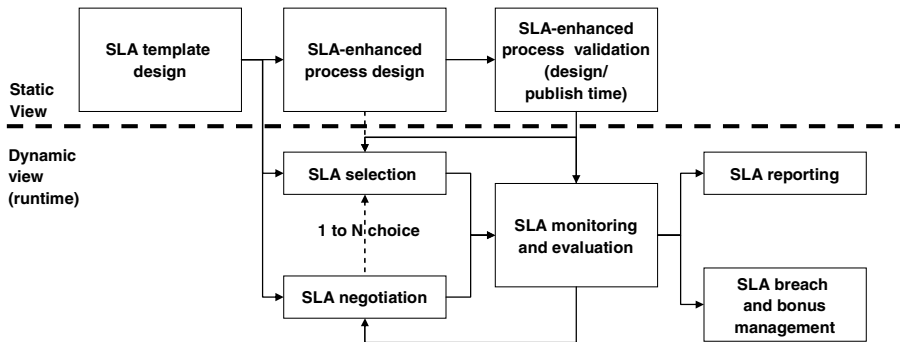 SLA template
design
SLA-enhanced
process design
SLA-enhanced
process validation
(design/
publish time)
Static
View
Dynamic
view
(runtime)
SLA selection
1 to N choice
SLA negotiation
SLA monitoring
and evaluation
SLA reporting
SLA breach
and bonus
management